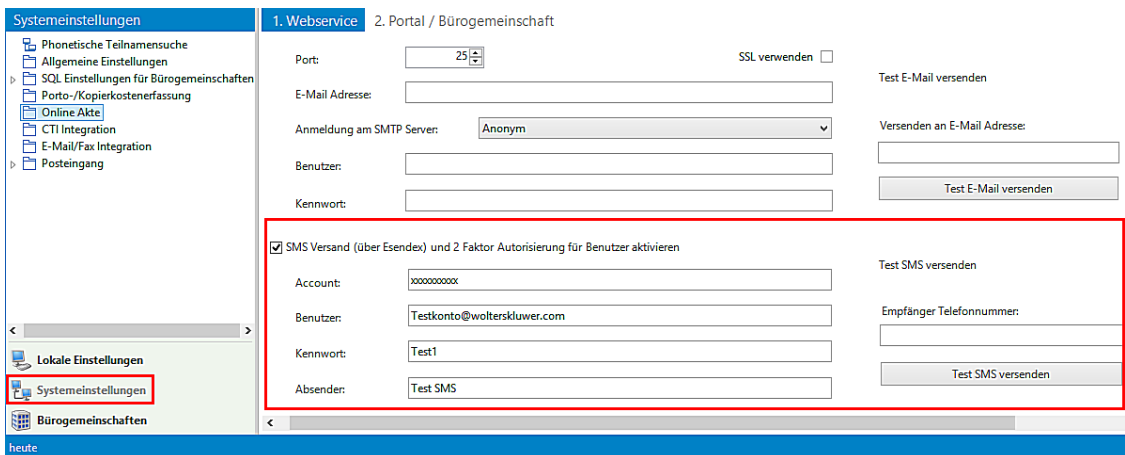 Systemeinstellungen
Phonetische Teilnamensuche
Allgemeine Einstellungen
SQL Einstellungen für Bürogemeinschaften
Porto-/Kopierkostenerfassung
Online Akte
CTI Integration
E-Mail/Fax Integration
Posteingang
Lokale Einstellungen
Systemeinstellungen
Bürogemeinschaften
heute
1. Webservice 2. Portal / Bürogemeinschaft
Port: 25 SSL verwenden
E-Mail Adresse:
Anmeldung am SMTP Server: Anonym
Benutzer:
Kennwort:
Test E-Mail versenden
Versenden an E-Mail Adresse:
Test E-Mail versenden
SMS Versand (über Esendex) und 2 Faktor Autorisierung für Benutzer aktivieren
Account: xxxxxxxxxx
Benutzer: Testkonto@wolterskluwer.com
Kennwort: Test1
Absender: Test SMS
Test SMS versenden
Empfänger Telefonnummer:
Test SMS versenden